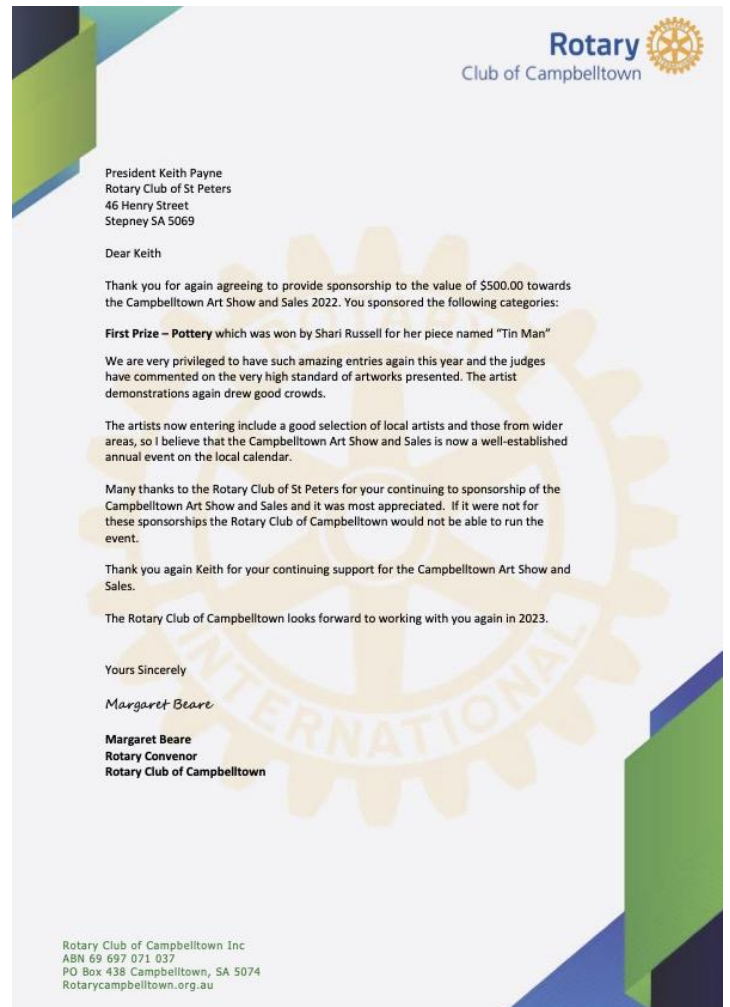 Rotary
Club of Campbelltown
President Keith Payne
Rotary Club of St Peters
46 Henry Street
Stepney SA 5069
Dear Keith
Thank you for again agreeing to provide sponsorship to the value of $500.00 towards
the Campbelltown Art Show and Sales 2022. You sponsored the following categories:
First Prize – Pottery which was won by Shari Russell for her piece named “Tin Man”
We are very privileged to have such amazing entries again this year and the judges
have commented on the very high standard of artworks presented. The artist
demonstrations again drew good crowds.
The artists now entering include a good selection of local artists and those from wider
areas, so I believe that the Campbelltown Art Show and Sales is now a well-established
annual event on the local calendar.
Many thanks to the Rotary Club of St Peters for your continuing to sponsorship of the
Campbelltown Art Show and Sales and it was most appreciated.  If it were not for
these sponsorships the Rotary Club of Campbelltown would not be able to run the
event.
Thank you again Keith for your continuing support for the Campbelltown Art Show and
Sales.
The Rotary Club of Campbelltown looks forward to working with you again in 2023.
Yours Sincerely
Margaret Beare
Margaret Beare
Rotary Convenor
Rotary Club of Campbelltown
ROTARY
INTERNATIONAL
Rotary Club of Campbelltown Inc
ABN 69 697 071 037
PO Box 438 Campbelltown, SA 5074
Rotarycampbelltown.org.au